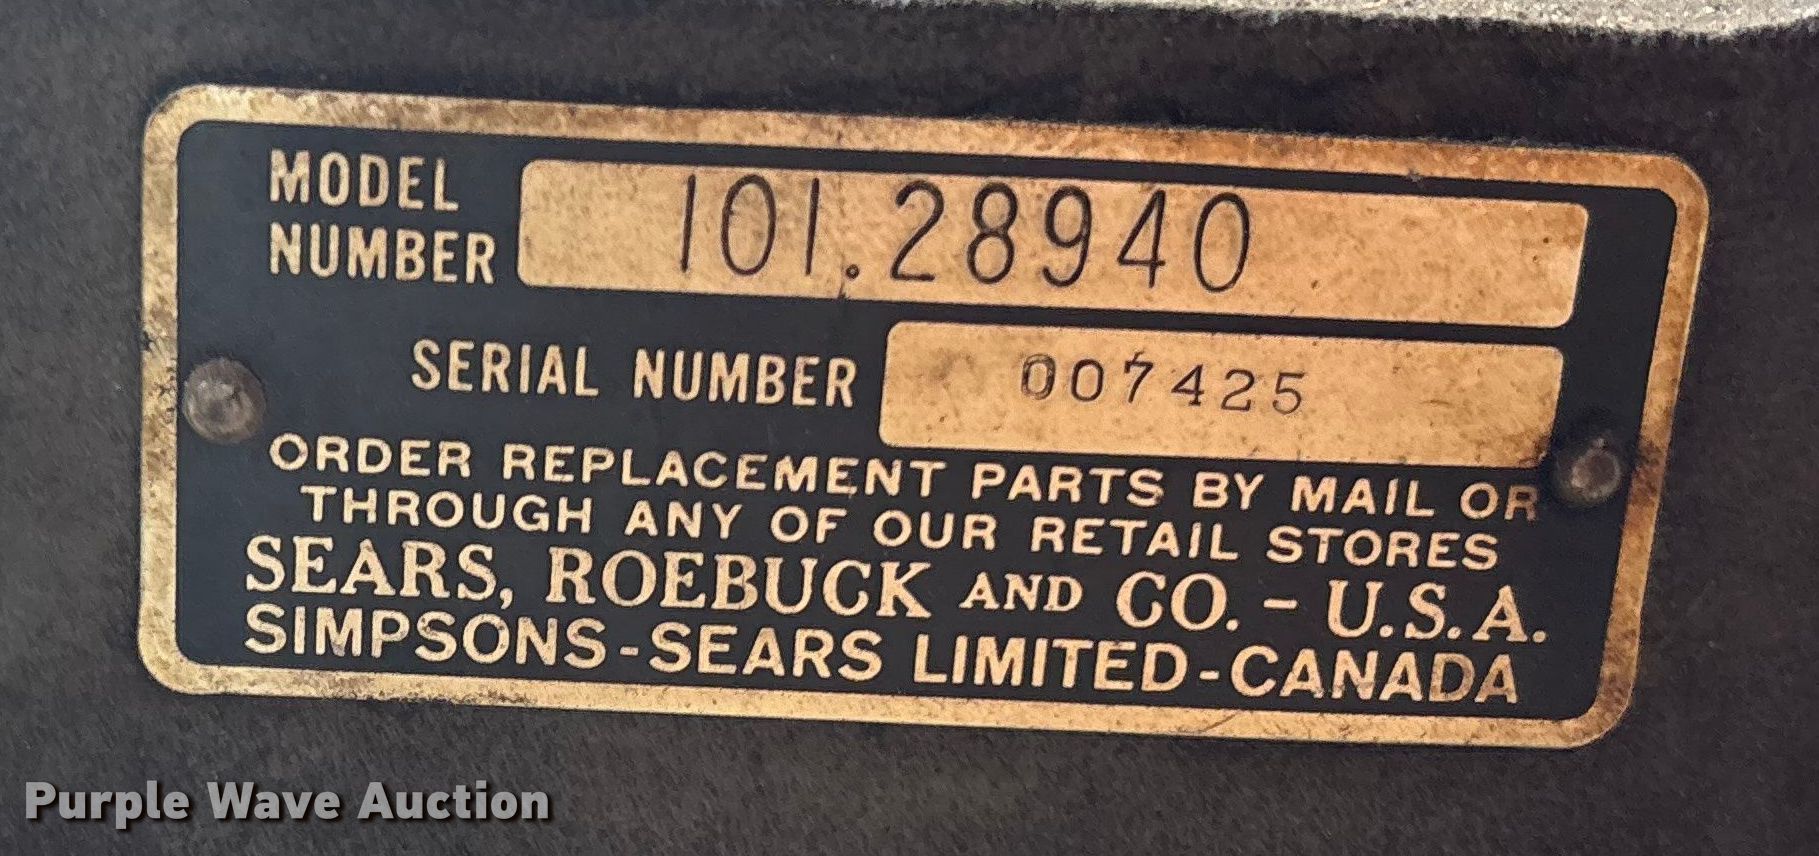 MODEL
NUMBER 101.28940
SERIAL NUMBER 007425
ORDER REPLACEMENT PARTS BY MAIL OR
THROUGH ANY OF OUR RETAIL STORES
SEARS, ROEBUCK AND CO. - U.S.A.
SIMPSONS-SEARS LIMITED-CANADA
Purple Wave Auction